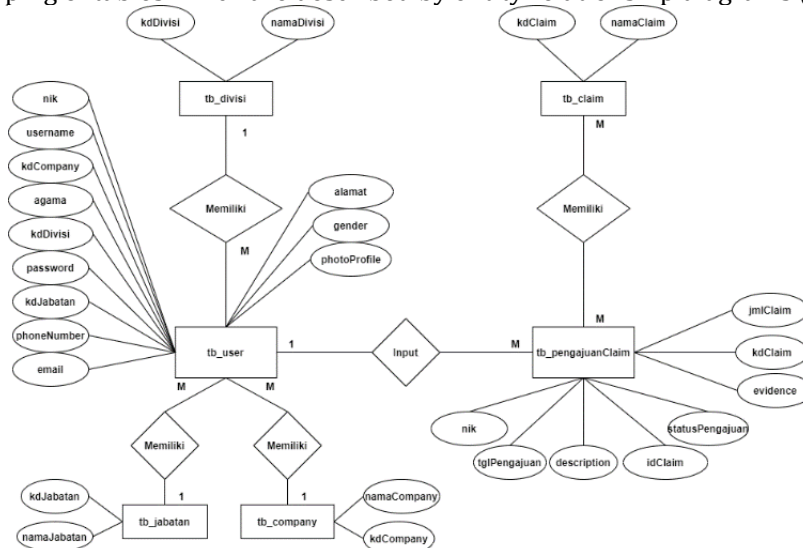 kdDivisi namaDivisi kdClaim namaClaim
tb_divisi tb_claim
nik
1 M
username
kdCompany
alamat
agama
Memiliki Memiliki
gender
kdDivisi
M
photoProfile
password
kdJabatan
M
jmlClaim
phoneNumber
tb_user 1 Input M tb_pengajuanClaim kdClaim
email
M M
evidence
nik statusPengajuan
Memiliki Memiliki
tglPengajuan description idClaim
kdJabatan 1 1 namaCompany
tb_jabatan tb_company
namaJabatan kdCompany